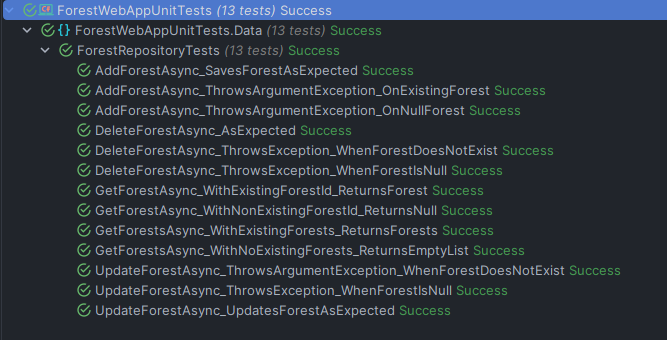 C# ForestWebAppUnitTests (13 tests) Success
{} ForestWebAppUnitTests.Data (13 tests) Success
ForestRepositoryTests (13 tests) Success
AddForestAsync_SavesForestAsExpected Success
AddForestAsync_ThrowsArgumentException_OnExistingForest Success
AddForestAsync_ThrowsArgumentException_OnNullForest Success
DeleteForestAsync_AsExpected Success
DeleteForestAsync_ThrowsException_WhenForestDoesNotExist Success
DeleteForestAsync_ThrowsException_WhenForestIsNull Success
GetForestAsync_WithExistingForestId_ReturnsForest Success
GetForestAsync_WithNonExistingForestId_ReturnsNull Success
GetForestsAsync_WithExistingForests_ReturnsForests Success
GetForestsAsync_WithNoExistingForests_ReturnsEmptyList Success
UpdateForestAsync_ThrowsArgumentException_WhenForestDoesNotExist Success
UpdateForestAsync_ThrowsException_WhenForestIsNull Success
UpdateForestAsync_UpdatesForestAsExpected Success